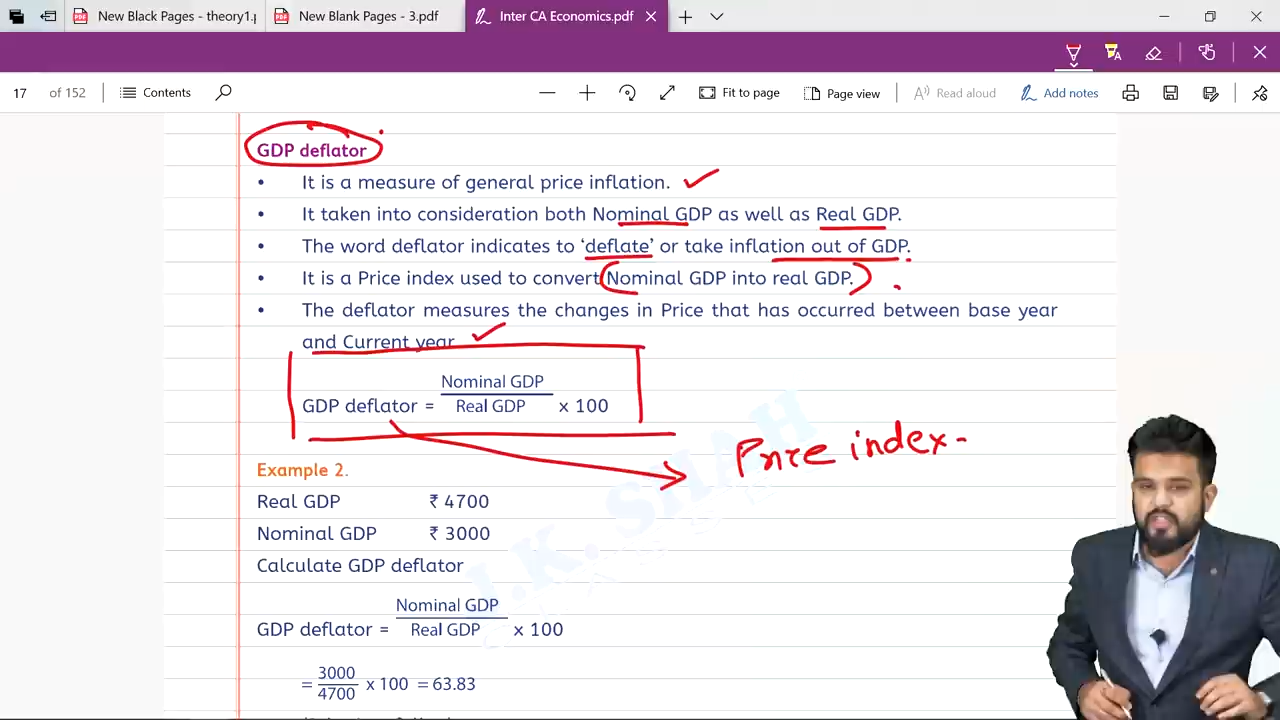 New Black Pages - theory1.p
New Blank Pages - 3.pdf
Inter CA Economics.pdf
17 of 152
Contents
Fit to page
Page view
Read aloud
Add notes
GDP deflator
• It is a measure of general price inflation.
• It taken into consideration both Nominal GDP as well as Real GDP.
• The word deflator indicates to ‘deflate’ or take inflation out of GDP.
• It is a Price index used to convert Nominal GDP into real GDP.
• The deflator measures the changes in Price that has occurred between base year
and Current year
Nominal GDP
GDP deflator = Real GDP x 100
Price index-
Example 2.
Real GDP ₹ 4700
Nominal GDP ₹ 3000
Calculate GDP deflator
Nominal GDP
GDP deflator = Real GDP x 100
3000
= 4700 x 100 = 63.83
J.K. SHAH